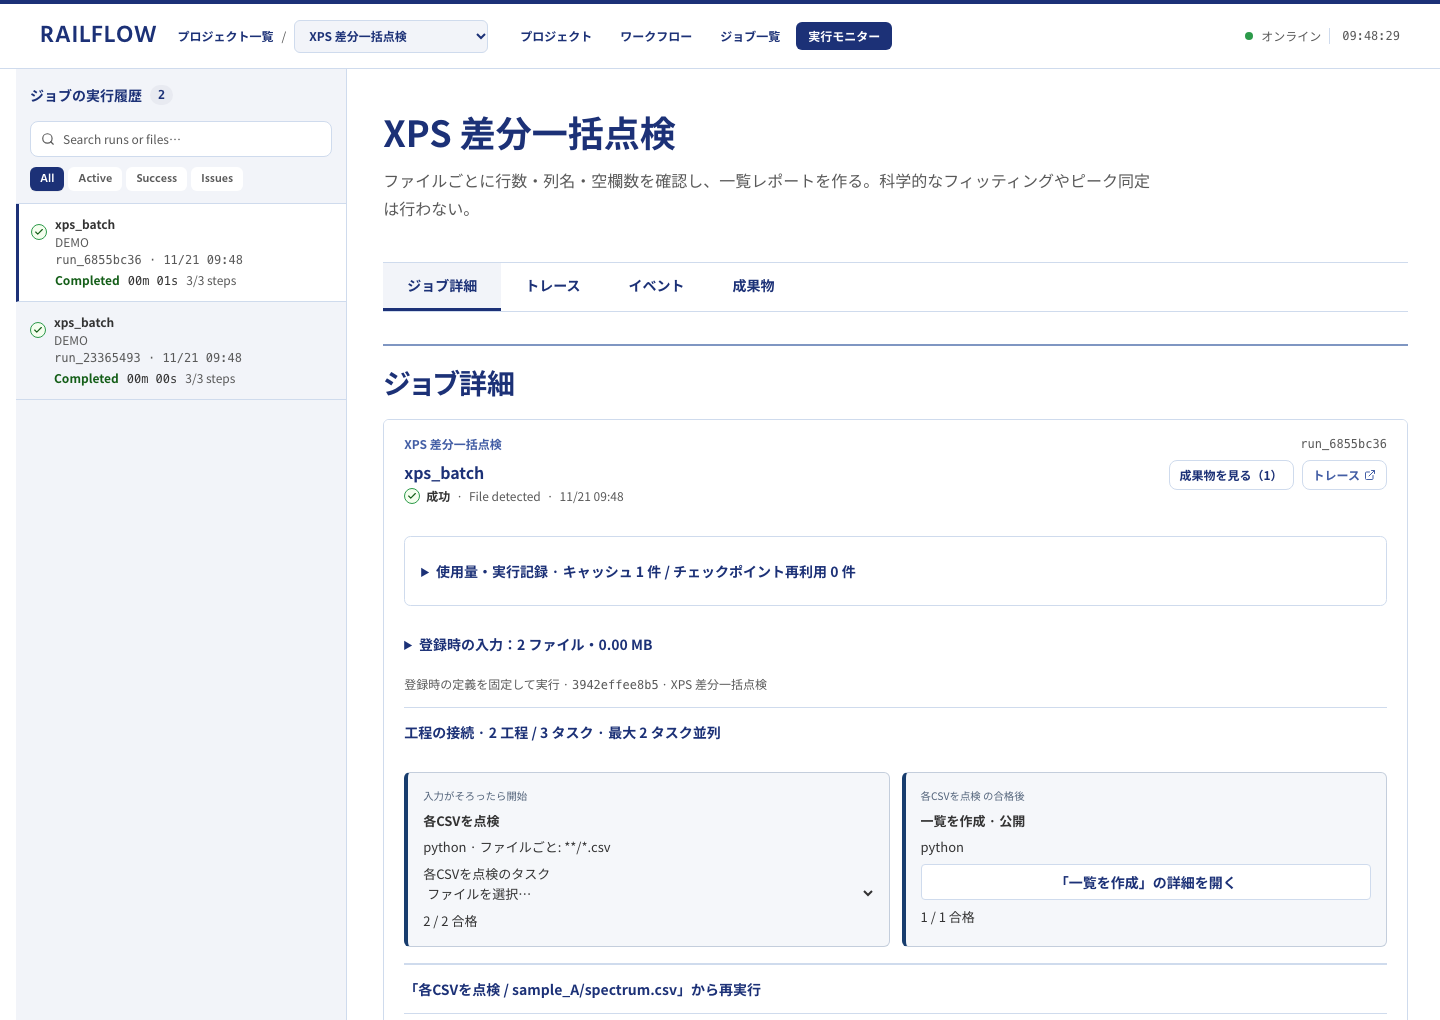 RAILFLOW プロジェクト一覧 / XPS 差分一括点検 プロジェクト ワークフロー ジョブ一覧 実行モニター オンライン 09:48:29
ジョブの実行履歴 2
Search runs or files…
All Active Success Issues
xps_batch
DEMO
run_6855bc36 · 11/21 09:48
Completed 00m 01s 3/3 steps
xps_batch
DEMO
run_23365493 · 11/21 09:48
Completed 00m 00s 3/3 steps
XPS 差分一括点検
ファイルごとに行数・列名・空欄数を確認し、一覧レポートを作る。科学的なフィッティングやピーク同定
は行わない。
ジョブ詳細 トレース イベント 成果物
ジョブ詳細
XPS 差分一括点検 run_6855bc36
xps_batch 成果物を見る（1） トレース
成功 · File detected · 11/21 09:48
▶ 使用量・実行記録 · キャッシュ 1 件 / チェックポイント再利用 0 件
▶ 登録時の入力：2 ファイル・0.00 MB
登録時の定義を固定して実行 · 3942effee8b5 · XPS 差分一括点検
工程の接続 · 2 工程 / 3 タスク · 最大 2 タスク並列
入力がそろったら開始
各CSVを点検
python · ファイルごと: **/*.csv
各CSVを点検のタスク
ファイルを選択…
2 / 2 合格
各CSVを点検 の合格後
一覧を作成 · 公開
python
「一覧を作成」の詳細を開く
1 / 1 合格
「各CSVを点検 / sample_A/spectrum.csv」から再実行